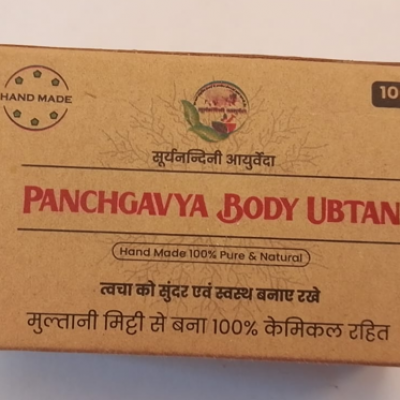 HAND MADE
10
सूर्यनन्दिनी आयुर्वेदा
PANCHGAVYA BODY UBTAN
Hand Made 100% Pure & Natural
त्वचा को सुंदर एवं स्वस्थ बनाए रखे
मुल्तानी मिट्टी से बना 100% केमिकल रहित